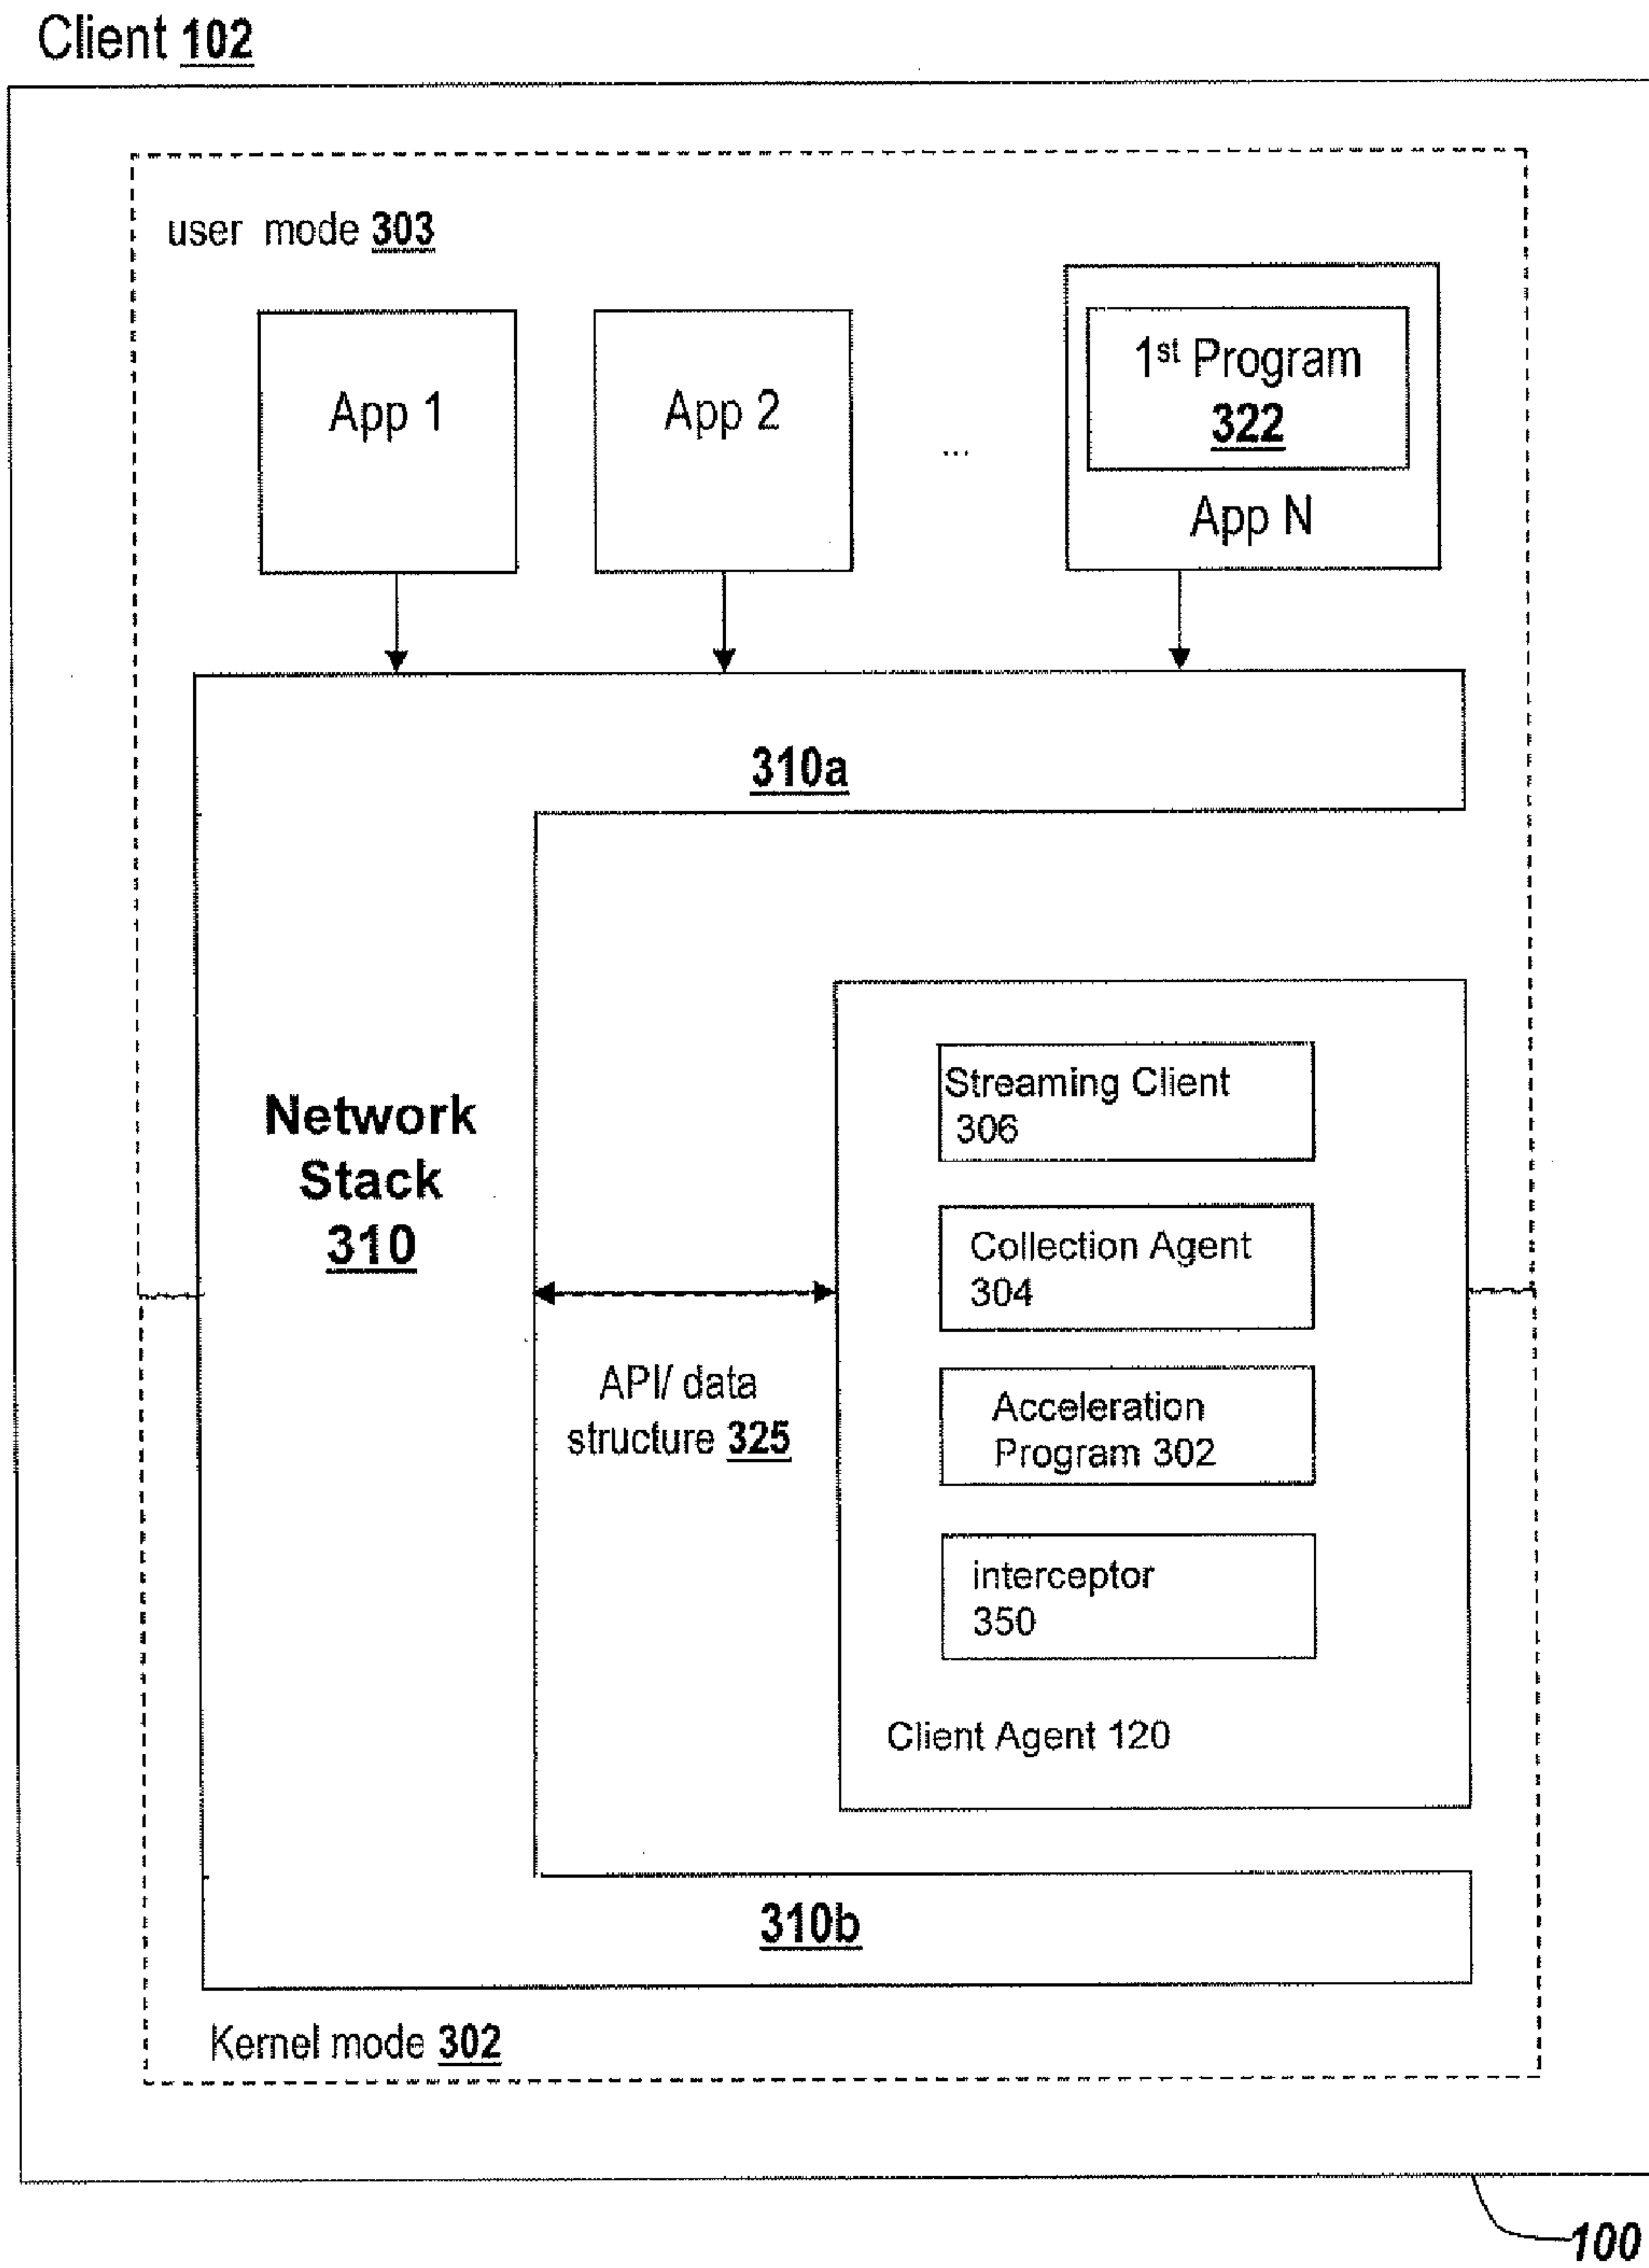 Client 102
user mode 303
App 1
App 2
...
1st Program
322
App N
310a
Network
Stack
310
API/ data
structure 325
Streaming Client
306
Collection Agent
304
Acceleration
Program 302
interceptor
350
Client Agent 120
310b
Kernel mode 302
100